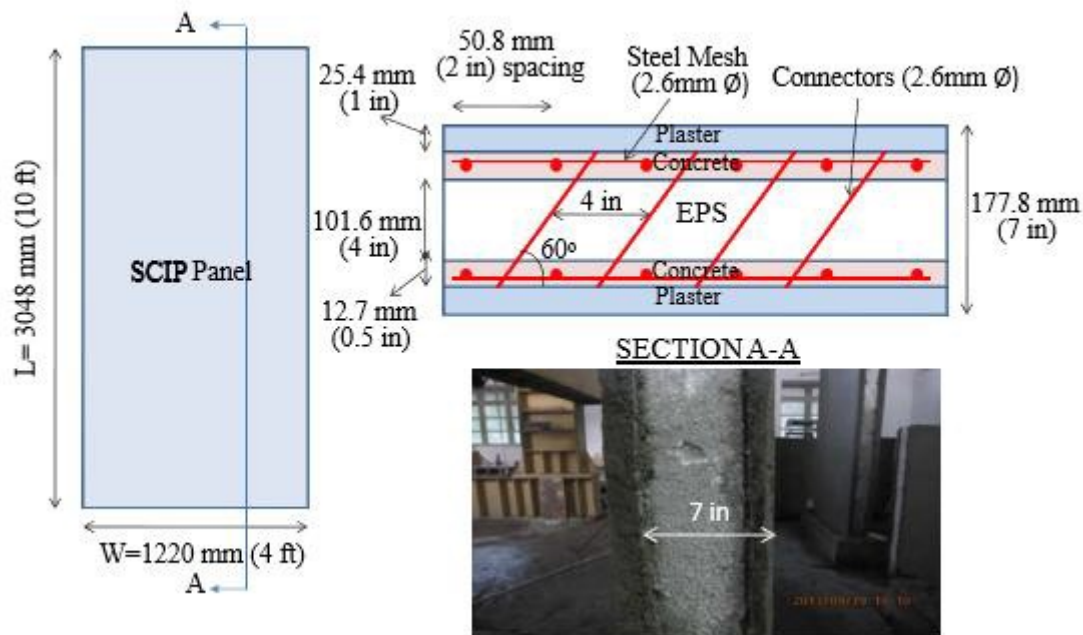 A
L= 3048 mm (10 ft)
SCIP Panel
W=1220 mm (4 ft)
A
50.8 mm
(2 in) spacing
Steel Mesh
(2.6mm Ø)
Connectors (2.6mm Ø)
25.4 mm
(1 in)
Plaster
Concrete
101.6 mm
(4 in)
4 in
EPS
177.8 mm
(7 in)
60°
Concrete
Plaster
12.7 mm
(0.5 in)
SECTION A-A
7 in